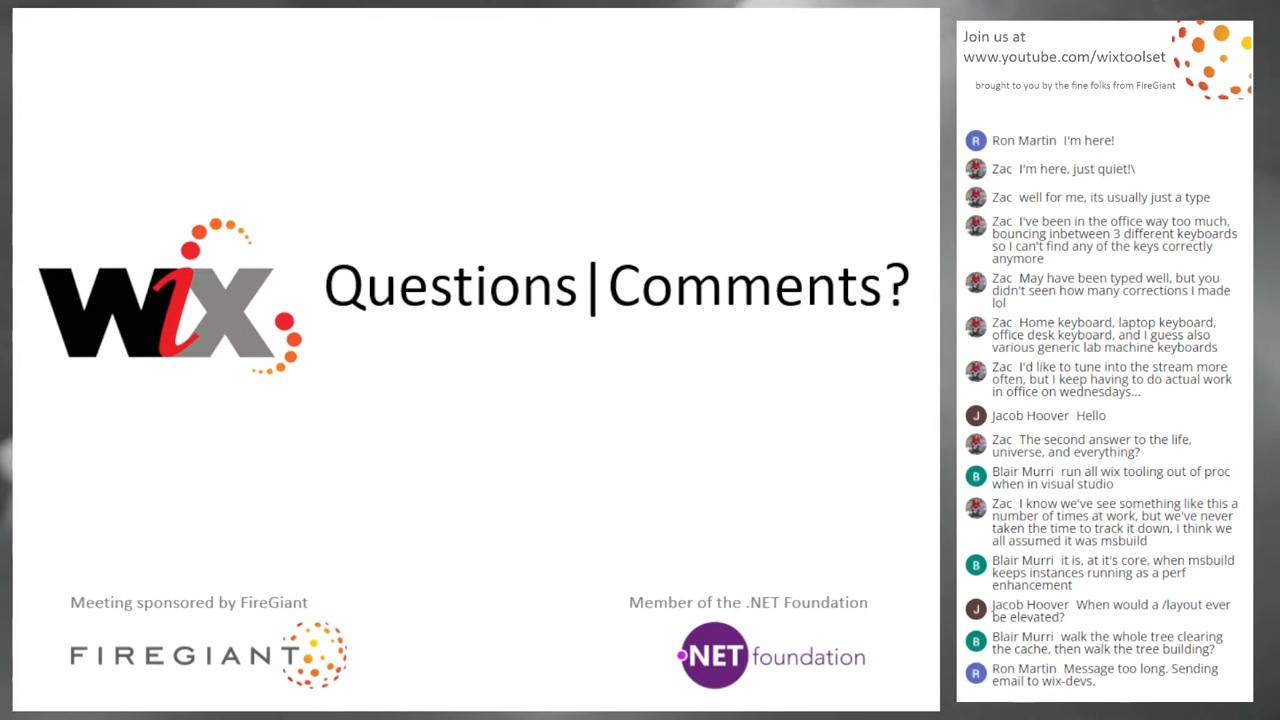 WiX
Questions|Comments?
Meeting sponsored by FireGiant
FIREGIANT
Member of the .NET Foundation
.NET foundation
Join us at
www.youtube.com/wixtoolset
brought to you by the fine folks from FireGiant
R Ron Martin I'm here!
Zac I'm here, just quiet!\
Zac well for me, its usually just a type
Zac I've been in the office way too much,
bouncing inbetween 3 different keyboards
so I can't find any of the keys correctly
anymore
Zac May have been typed well, but you
didn't seen how many corrections I made
lol
Zac Home keyboard, laptop keyboard,
office desk keyboard, and I guess also
various generic lab machine keyboards
Zac I'd like to tune into the stream more
often, but I keep having to do actual work
in office on wednesdays...
J Jacob Hoover Hello
Zac The second answer to the life,
universe, and everything?
B Blair Murri run all wix tooling out of proc
when in visual studio
Zac I know we've see something like this a
number of times at work, but we've never
taken the time to track it down, I think we
all assumed it was msbuild
B Blair Murri it is, at it's core, when msbuild
keeps instances running as a perf
enhancement
J Jacob Hoover When would a /layout ever
be elevated?
B Blair Murri walk the whole tree clearing
the cache, then walk the tree building?
R Ron Martin Message too long. Sending
email to wix-devs.